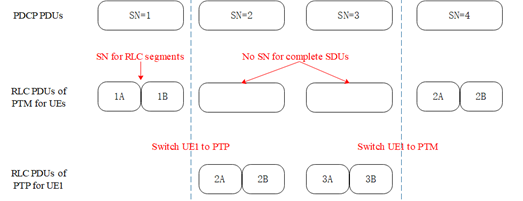 PDCP PDUs
SN=1
SN=2
SN=3
SN=4
SN for RLC segments
No SN for complete SDUs
RLC PDUs of
PTM for UEs
1A
1B
2A
2B
Switch UE1 to PTP
Switch UE1 to PTM
RLC PDUs of
PTP for UE1
2A
2B
3A
3B